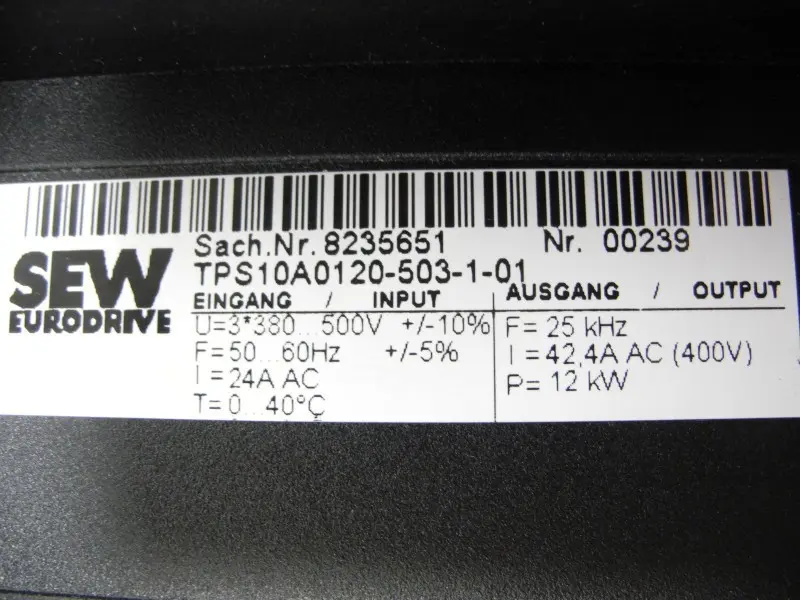 SEW
EURODRIVE
Sach.Nr. 8235651 Nr. 00239
TPS10A0120-503-1-01
EINGANG / INPUT
U=3*380...500V +/-10%
F=50...60Hz +/-5%
I =24A AC
T=0...40°C
AUSGANG / OUTPUT
F= 25 kHz
I =42,4A AC (400V)
P= 12 kW